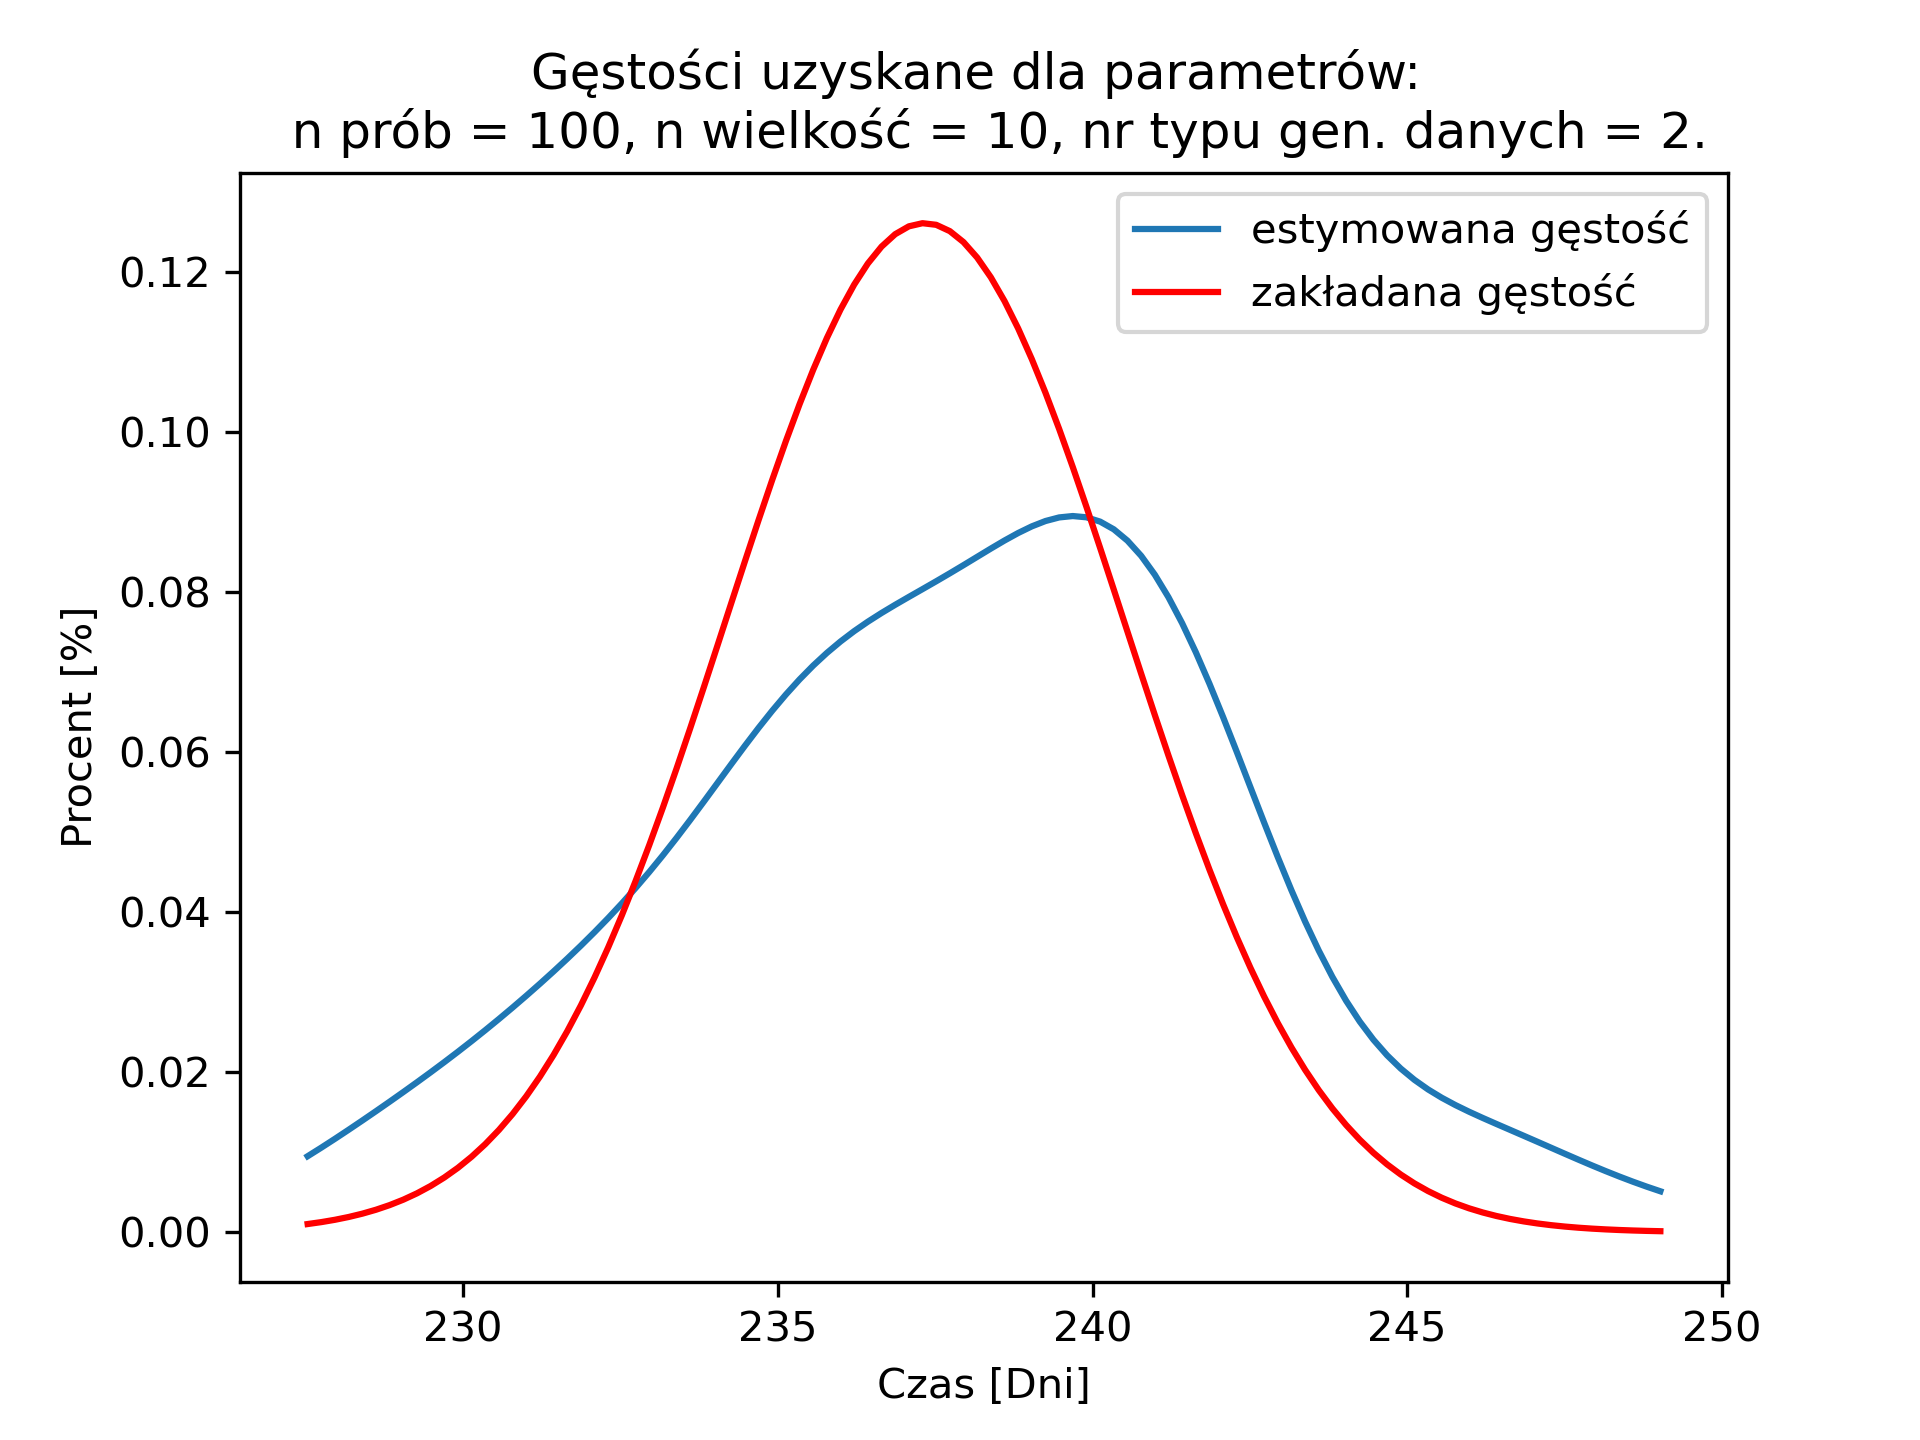 Gęstości uzyskane dla parametrów:
n prób = 100, n wielkość = 10, nr typu gen. danych = 2.
estymowana gęstość
zakładana gęstość
0.12
0.10
0.08
0.06
0.04
0.02
0.00
Procent [%]
230 235 240 245 250
Czas [Dni]